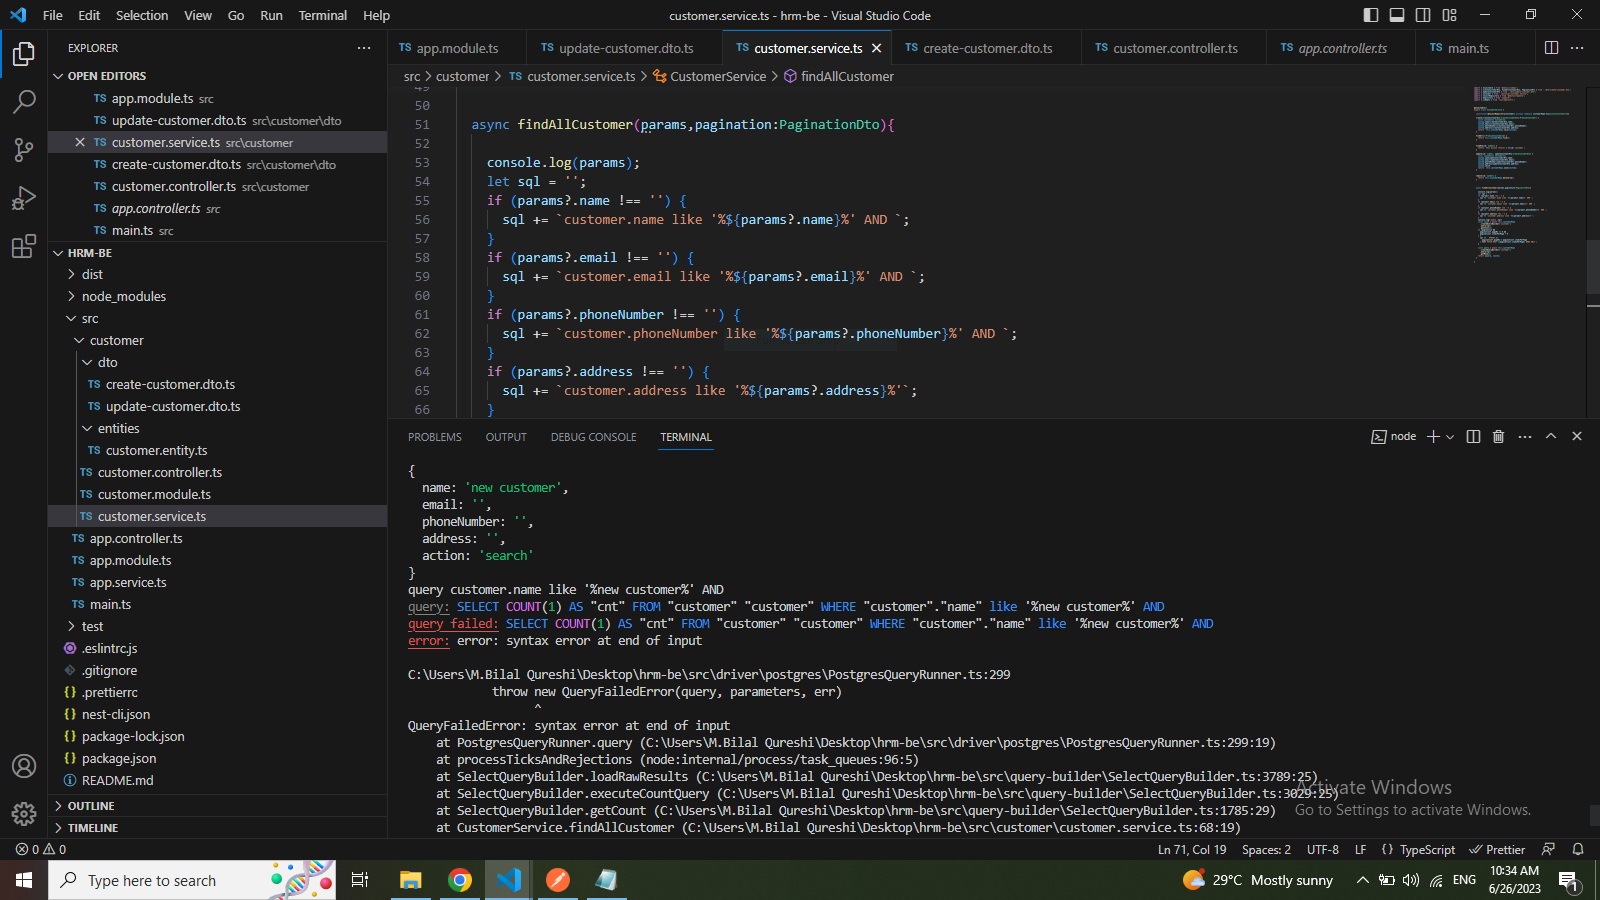 File Edit Selection View Go Run Terminal Help
customer.service.ts - hrm-be - Visual Studio Code
EXPLORER
OPEN EDITORS
TS app.module.ts src
TS update-customer.dto.ts src\customer\dto
TS customer.service.ts src\customer
TS create-customer.dto.ts src\customer\dto
TS customer.controller.ts src\customer
TS app.controller.ts src
TS main.ts src
HRM-BE
dist
node_modules
src
customer
dto
TS create-customer.dto.ts
TS update-customer.dto.ts
entities
TS customer.entity.ts
TS customer.controller.ts
TS customer.module.ts
TS customer.service.ts
TS app.controller.ts
TS app.module.ts
TS app.service.ts
TS main.ts
test
.eslintrc.js
.gitignore
{} .prettierrc
{} nest-cli.json
{} package-lock.json
{} package.json
README.md
OUTLINE
TIMELINE
TS app.module.ts TS update-customer.dto.ts TS customer.service.ts TS create-customer.dto.ts TS customer.controller.ts TS app.controller.ts TS main.ts
src > customer > TS customer.service.ts > CustomerService > findAllCustomer
49
50
51 async findAllCustomer(params,pagination:PaginationDto){
52
53 console.log(params);
54 let sql = '';
55 if (params?.name !== '') {
56 sql += `customer.name like '%${params?.name}%' AND `;
57 }
58 if (params?.email !== '') {
59 sql += `customer.email like '%${params?.email}%' AND `;
60 }
61 if (params?.phoneNumber !== '') {
62 sql += `customer.phoneNumber like '%${params?.phoneNumber}%' AND `;
63 }
64 if (params?.address !== '') {
65 sql += `customer.address like '%${params?.address}%'`;
66 }
PROBLEMS OUTPUT DEBUG CONSOLE TERMINAL
node
{
name: 'new customer',
email: '',
phoneNumber: '',
address: '',
action: 'search'
}
query customer.name like '%new customer%' AND
query: SELECT COUNT(1) AS "cnt" FROM "customer" "customer" WHERE "customer"."name" like '%new customer%' AND
query failed: SELECT COUNT(1) AS "cnt" FROM "customer" "customer" WHERE "customer"."name" like '%new customer%' AND
error: error: syntax error at end of input
C:\Users\M.Bilal Qureshi\Desktop\hrm-be\src\driver\postgres\PostgresQueryRunner.ts:299
throw new QueryFailedError(query, parameters, err)
^
QueryFailedError: syntax error at end of input
at PostgresQueryRunner.query (C:\Users\M.Bilal Qureshi\Desktop\hrm-be\src\driver\postgres\PostgresQueryRunner.ts:299:19)
at processTicksAndRejections (node:internal/process/task_queues:96:5)
at SelectQueryBuilder.loadRawResults (C:\Users\M.Bilal Qureshi\Desktop\hrm-be\src\query-builder\SelectQueryBuilder.ts:3789:25)
at SelectQueryBuilder.executeCountQuery (C:\Users\M.Bilal Qureshi\Desktop\hrm-be\src\query-builder\SelectQueryBuilder.ts:3029:25)
at SelectQueryBuilder.getCount (C:\Users\M.Bilal Qureshi\Desktop\hrm-be\src\query-builder\SelectQueryBuilder.ts:1785:29)
at CustomerService.findAllCustomer (C:\Users\M.Bilal Qureshi\Desktop\hrm-be\src\customer\customer.service.ts:68:19)
Activate Windows
Go to Settings to activate Windows.
0 0
Ln 71, Col 19 Spaces: 2 UTF-8 LF {} TypeScript Prettier
Type here to search
29°C Mostly sunny
ENG
10:34 AM
6/26/2023
1